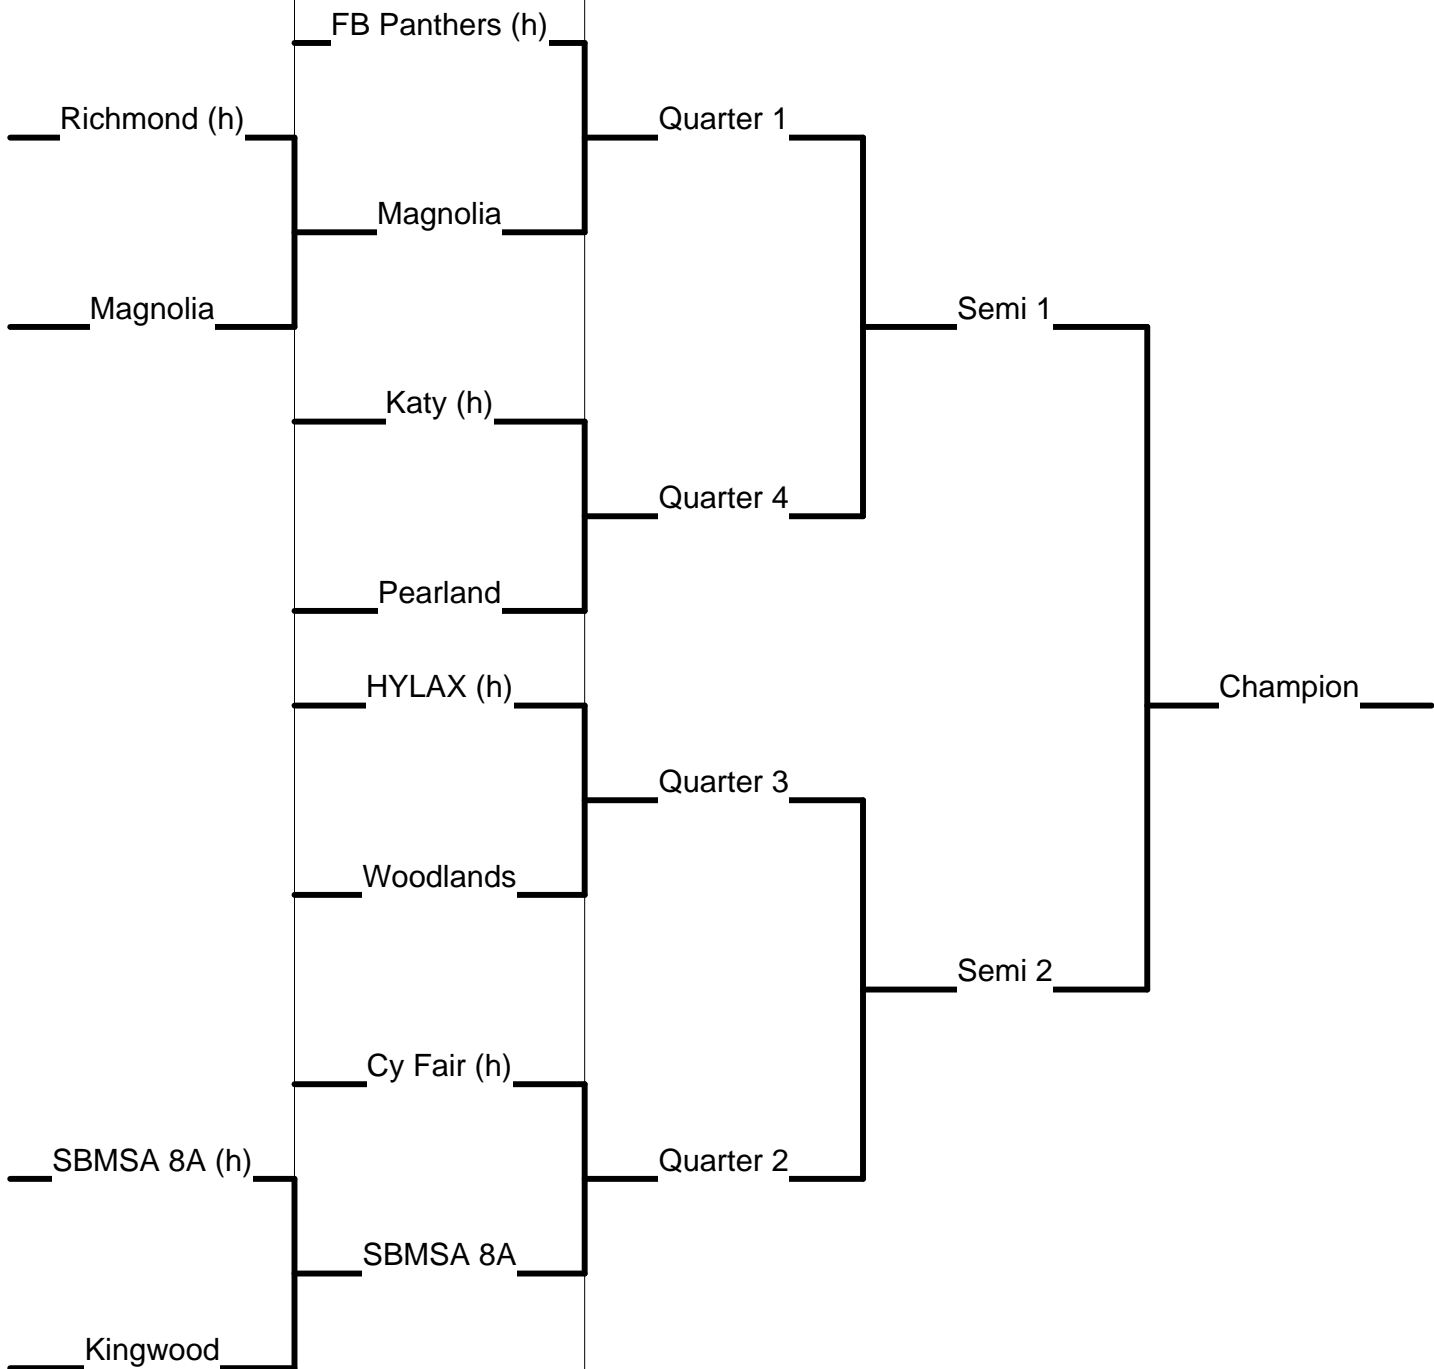 FB Panthers (h)
Richmond (h)
Quarter 1
Magnolia
Magnolia
Semi 1
Katy (h)
Quarter 4
Pearland
HYLAX (h)
Champion
Quarter 3
Woodlands
Semi 2
Cy Fair (h)
SBMSA 8A (h)
Quarter 2
SBMSA 8A
Kingwood